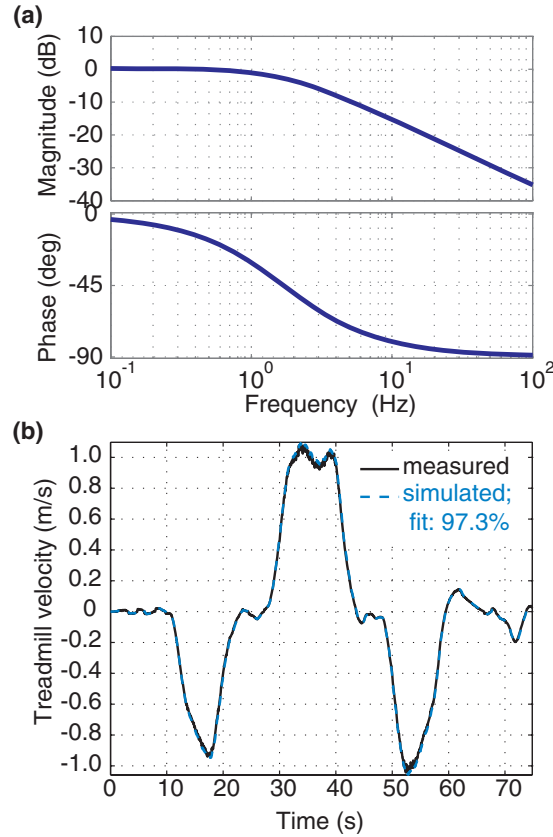 (a)
Magnitude (dB)
10
0
-10
-20
-30
-40
Phase (deg)
0
-45
-90
10^-1 10^0 10^1 10^2
Frequency (Hz)
(b)
Treadmill velocity (m/s)
1.0
0.8
0.6
0.4
0.2
0
-0.2
-0.4
-0.6
-0.8
-1.0
measured
simulated;
fit: 97.3%
0 10 20 30 40 50 60 70
Time (s)